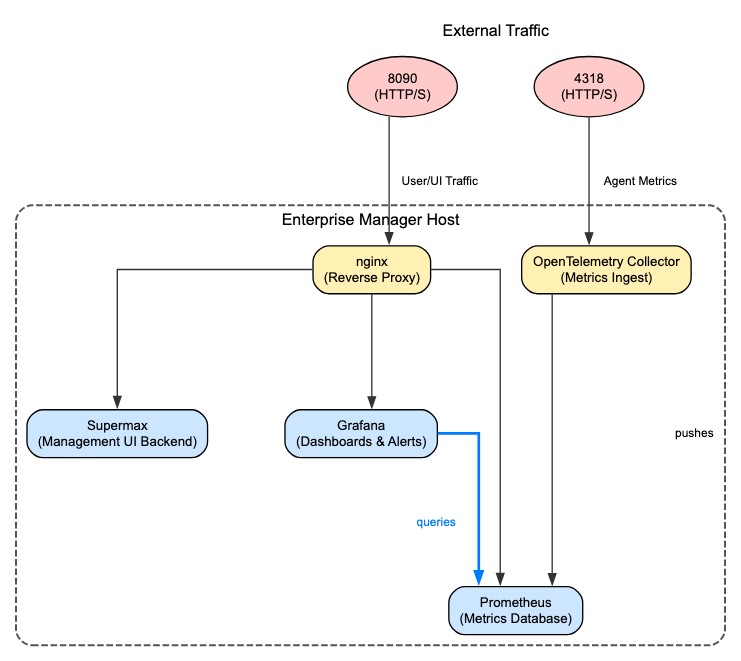 External Traffic
8090
(HTTP/S)
4318
(HTTP/S)
User/UI Traffic
Agent Metrics
Enterprise Manager Host
nginx
(Reverse Proxy)
OpenTelemetry Collector
(Metrics Ingest)
Supermax
(Management UI Backend)
Grafana
(Dashboards & Alerts)
pushes
queries
Prometheus
(Metrics Database)